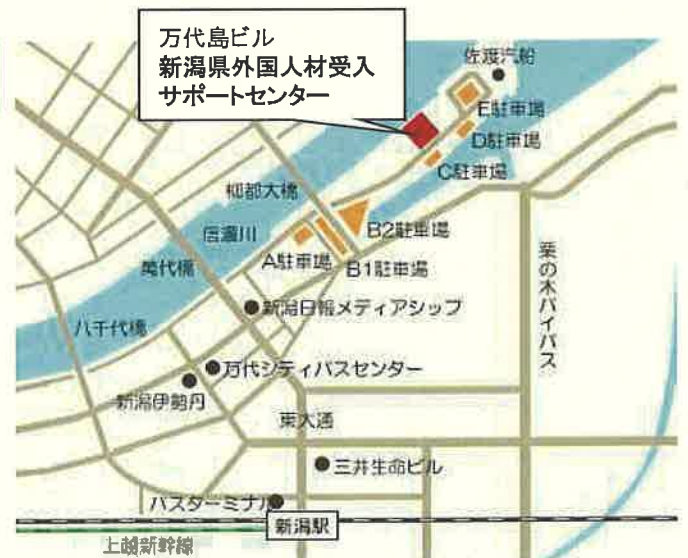 万代島ビル
新潟県外国人材受入
サポートセンター
佐渡汽船
E駐車場
D駐車場
C駐車場
柳都大橋
信濃川
B2駐車場
A駐車場
B1駐車場
萬代橋
新潟日報メディアシップ
八千代橋
栗の木バイパス
万代シティバスセンター
新潟伊勢丹
東大通
三井生命ビル
バスターミナル
新潟駅
上越新幹線